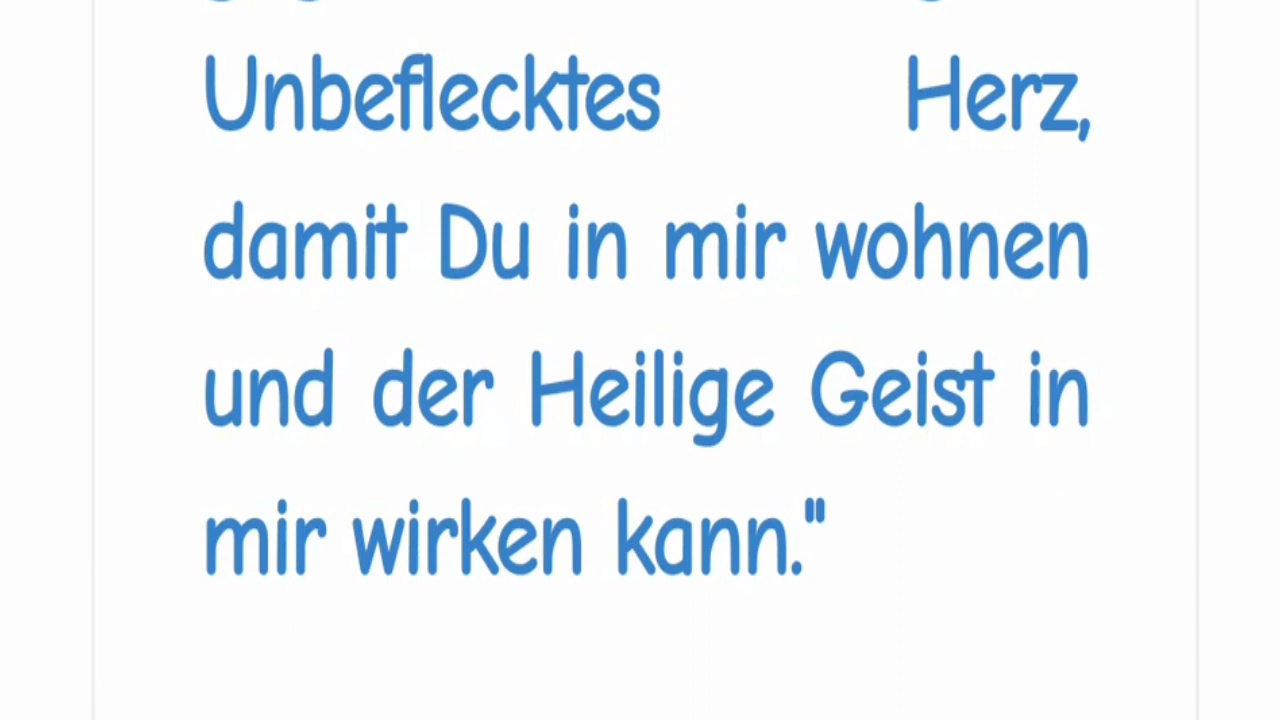 Unbeflecktes Herz,
damit Du in mir wohnen
und der Heilige Geist in
mir wirken kann."